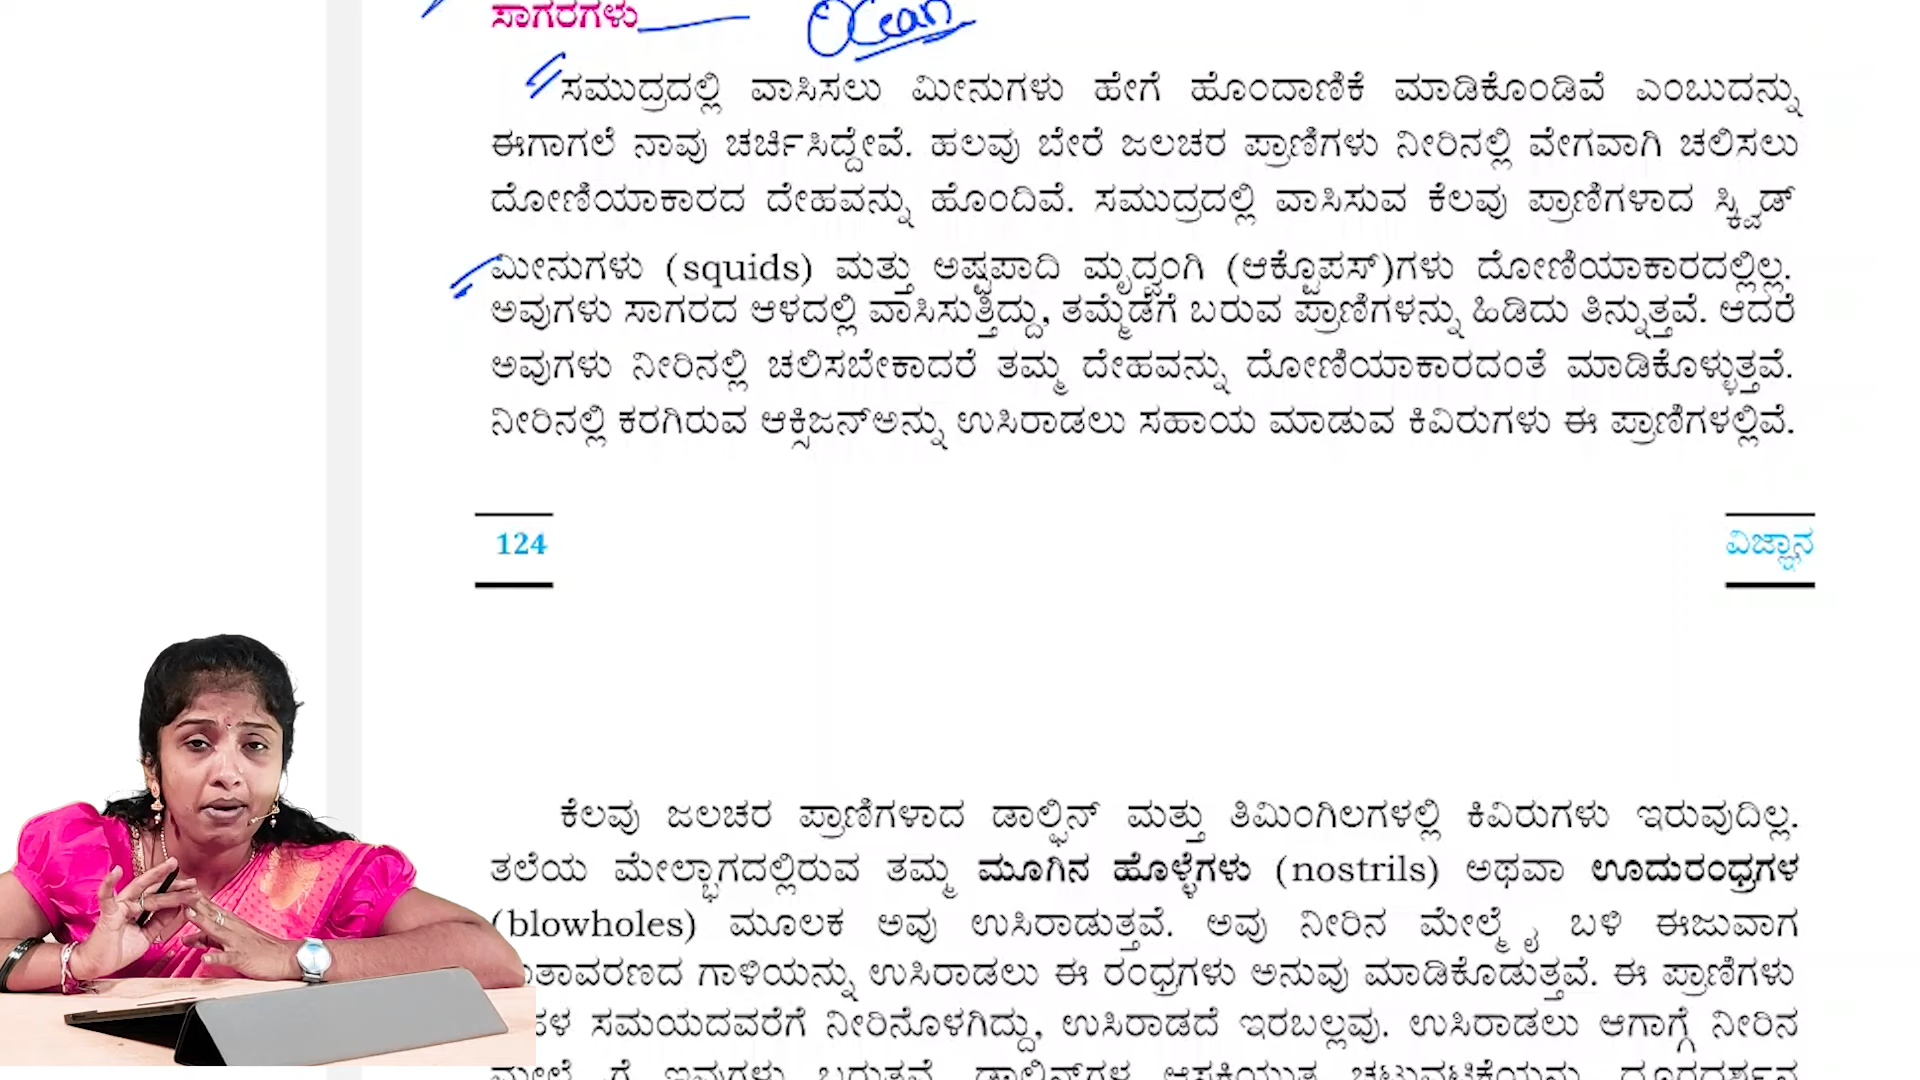 ಸಾಗರಗಳು
Ocean
ಸಮುದ್ರದಲ್ಲಿ ವಾಸಿಸಲು ಮೀನುಗಳು ಹೇಗೆ ಹೊಂದಾಣಿಕೆ ಮಾಡಿಕೊಂಡಿವೆ ಎಂಬುದನ್ನು
ಈಗಾಗಲೆ ನಾವು ಚರ್ಚಿಸಿದ್ದೇವೆ. ಹಲವು ಬೇರೆ ಜಲಚರ ಪ್ರಾಣಿಗಳು ನೀರಿನಲ್ಲಿ ವೇಗವಾಗಿ ಚಲಿಸಲು
ದೋಣಿಯಾಕಾರದ ದೇಹವನ್ನು ಹೊಂದಿವೆ. ಸಮುದ್ರದಲ್ಲಿ ವಾಸಿಸುವ ಕೆಲವು ಪ್ರಾಣಿಗಳಾದ ಸ್ಕ್ವಿಡ್
ಮೀನುಗಳು (squids) ಮತ್ತು ಅಷ್ಟಪಾದಿ ಮೃದ್ವಂಗಿ (ಆಕ್ಟೊಪಸ್)ಗಳು ದೋಣಿಯಾಕಾರದಲ್ಲಿಲ್ಲ.
ಅವುಗಳು ಸಾಗರದ ಆಳದಲ್ಲಿ ವಾಸಿಸುತ್ತಿದ್ದು, ತಮ್ಮೆಡೆಗೆ ಬರುವ ಪ್ರಾಣಿಗಳನ್ನು ಹಿಡಿದು ತಿನ್ನುತ್ತವೆ. ಆದರೆ
ಅವುಗಳು ನೀರಿನಲ್ಲಿ ಚಲಿಸಬೇಕಾದರೆ ತಮ್ಮ ದೇಹವನ್ನು ದೋಣಿಯಾಕಾರದಂತೆ ಮಾಡಿಕೊಳ್ಳುತ್ತವೆ.
ನೀರಿನಲ್ಲಿ ಕರಗಿರುವ ಆಕ್ಸಿಜನ್‌ಅನ್ನು ಉಸಿರಾಡಲು ಸಹಾಯ ಮಾಡುವ ಕಿವಿರುಗಳು ಈ ಪ್ರಾಣಿಗಳಲ್ಲಿವೆ.
124
ವಿಜ್ಞಾನ
ಕೆಲವು ಜಲಚರ ಪ್ರಾಣಿಗಳಾದ ಡಾಲ್ಫಿನ್ ಮತ್ತು ತಿಮಿಂಗಿಲಗಳಲ್ಲಿ ಕಿವಿರುಗಳು ಇರುವುದಿಲ್ಲ.
ತಲೆಯ ಮೇಲ್ಭಾಗದಲ್ಲಿರುವ ತಮ್ಮ ಮೂಗಿನ ಹೊಳ್ಳೆಗಳು (nostrils) ಅಥವಾ ಊದುರಂಧ್ರಗಳ
(blowholes) ಮೂಲಕ ಅವು ಉಸಿರಾಡುತ್ತವೆ. ಅವು ನೀರಿನ ಮೇಲ್ಮೈ ಬಳಿ ಈಜುವಾಗ
ಗಾಳಿಯನ್ನು ಉಸಿರಾಡಲು ಈ ರಂಧ್ರಗಳು ಅನುವು ಮಾಡಿಕೊಡುತ್ತವೆ. ಈ ಪ್ರಾಣಿಗಳು
ಸಮಯದವರೆಗೆ ನೀರಿನೊಳಗಿದ್ದು, ಉಸಿರಾಡದೆ ಇರಬಲ್ಲವು. ಉಸಿರಾಡಲು ಆಗಾಗ್ಗೆ ನೀರಿನ